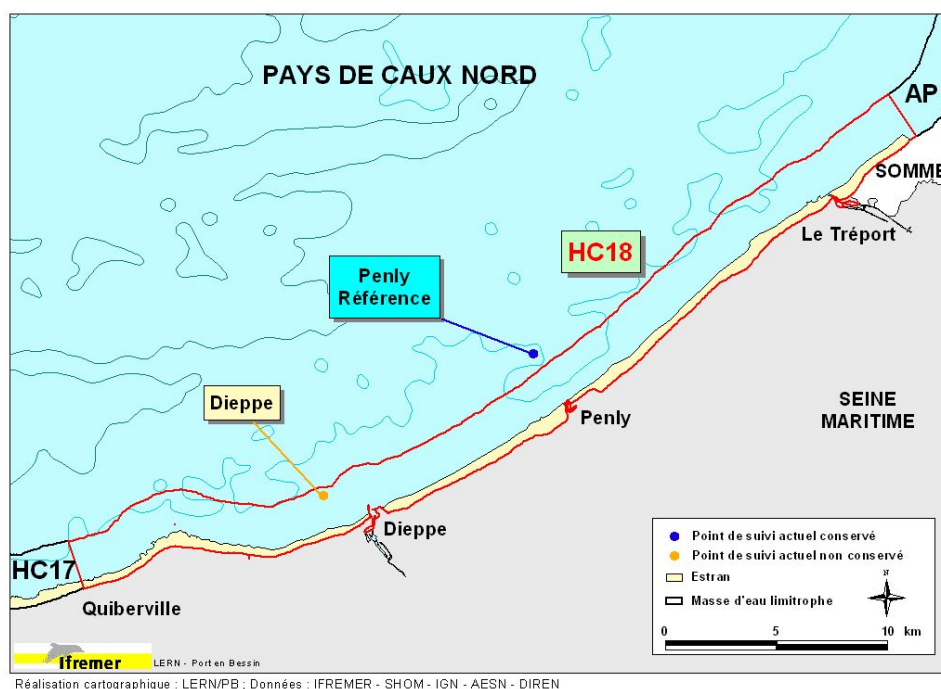 PAYS DE CAUX NORD
AP
SOMME
Le Tréport
HC18
Penly
Référence
Dieppe
Penly
SEINE
MARITIME
Dieppe
HC17
Quiberville
Point de suivi actuel conservé
Point de suivi actuel non conservé
Estran
Masse d'eau limitrophe
N
0 5 10 km
Ifremer
LERN - Port en Bessin
Réalisation cartographique : LERN/PB ; Données : IFREMER - SHOM - IGN - AESN - DIREN